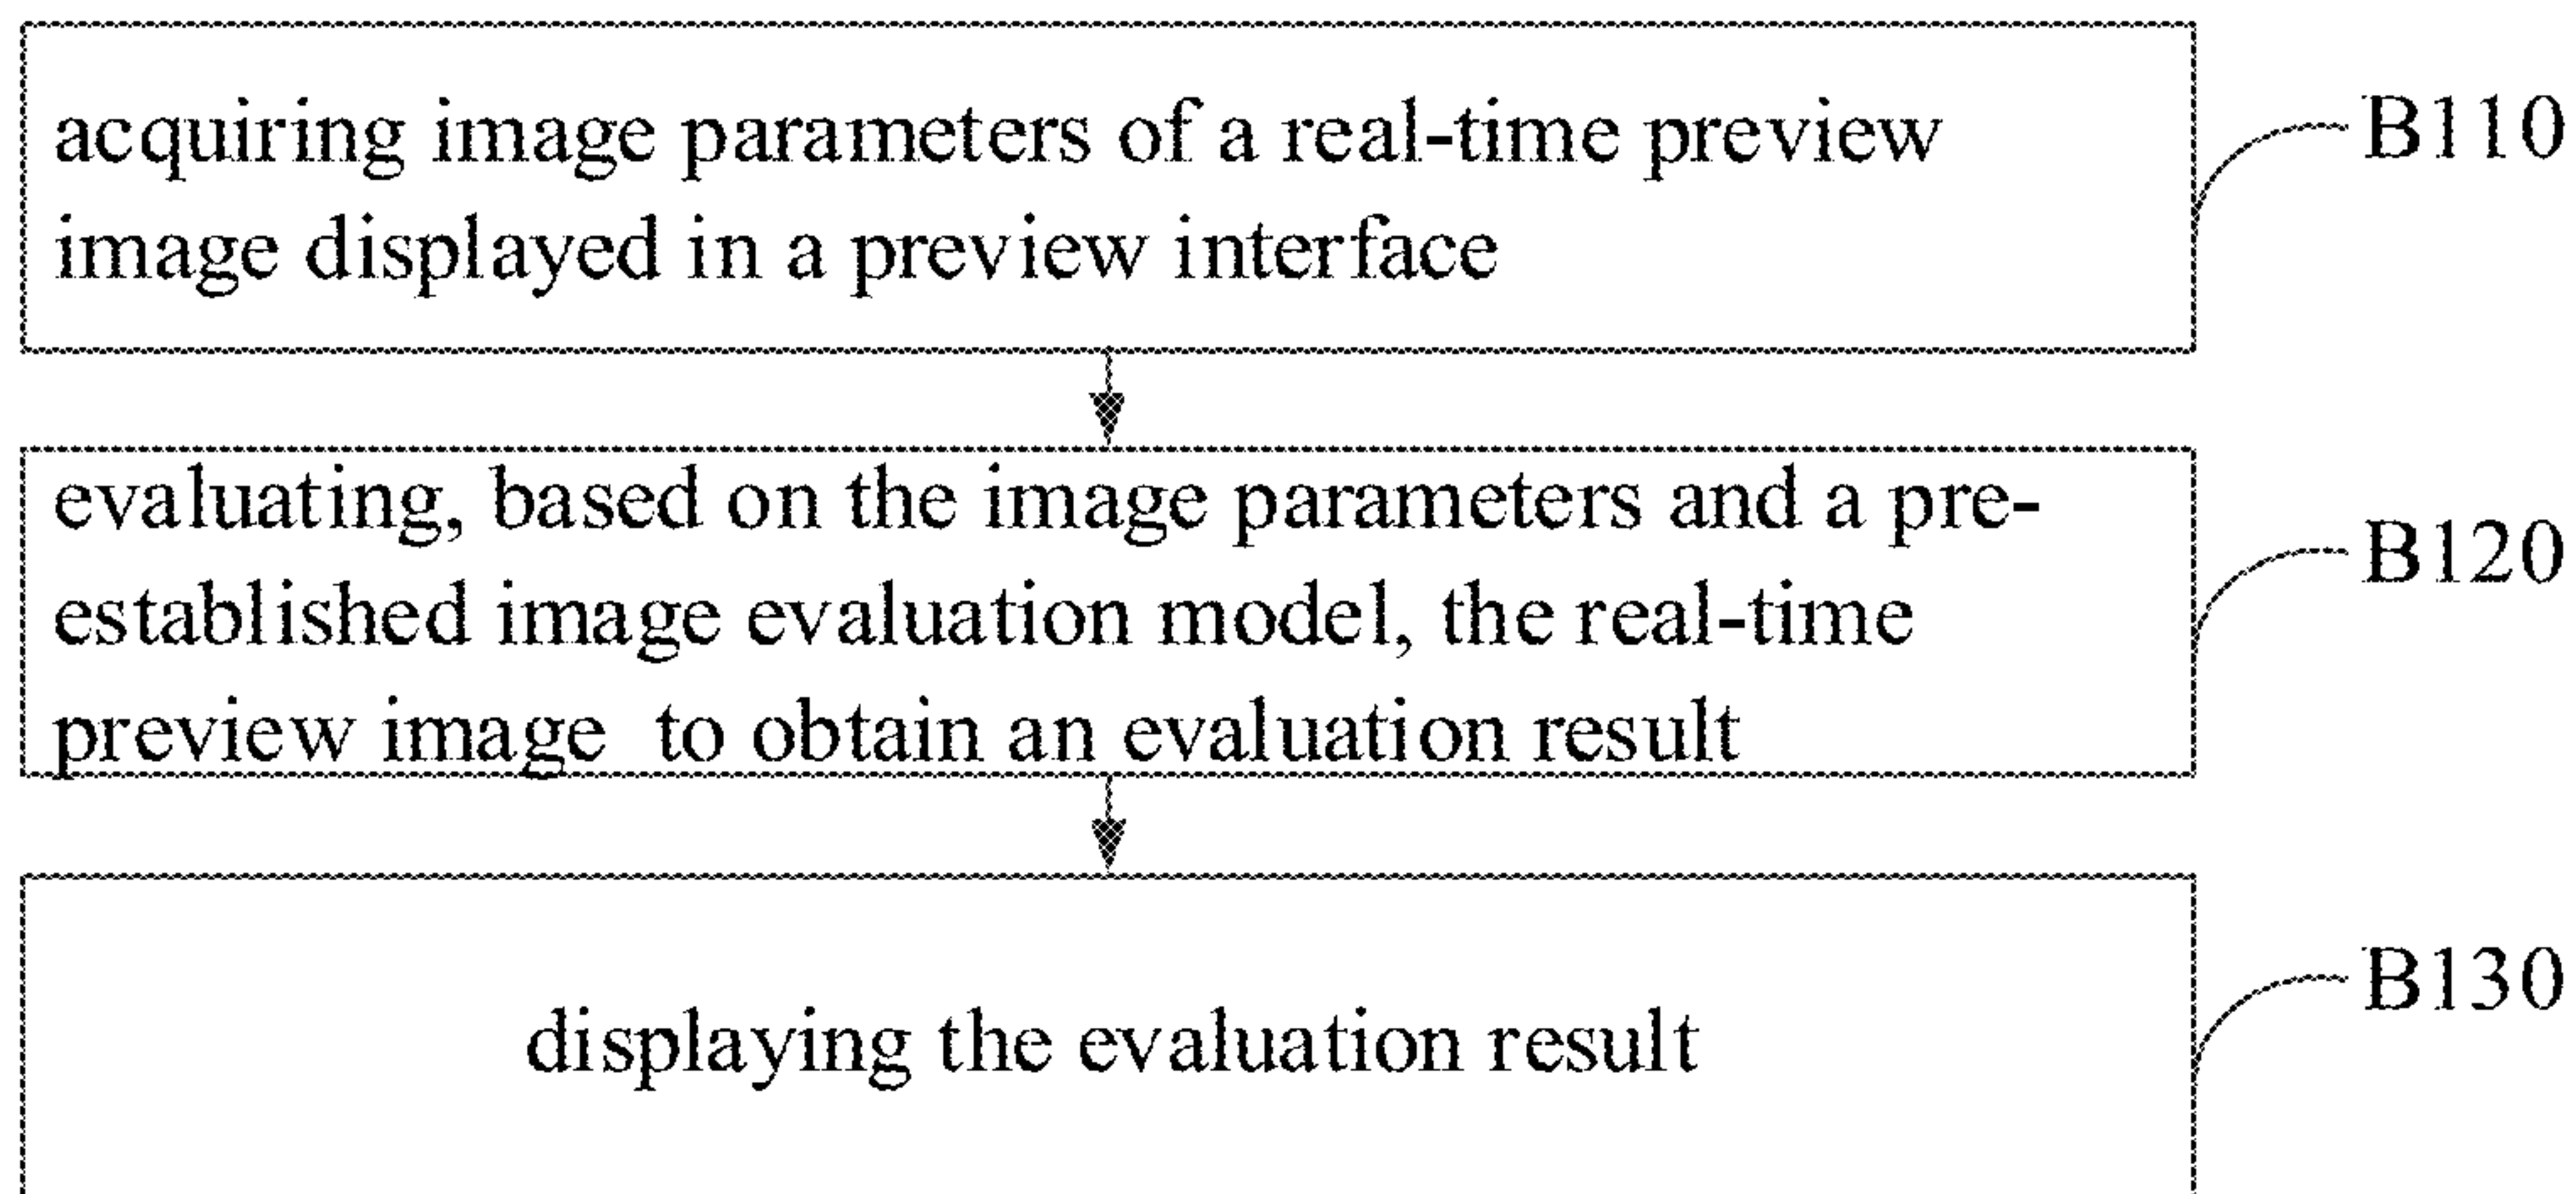 acquiring image parameters of a real-time preview
image displayed in a preview interface
B110
evaluating, based on the image parameters and a pre-
established image evaluation model, the real-time
preview image to obtain an evaluation result
B120
displaying the evaluation result
B130